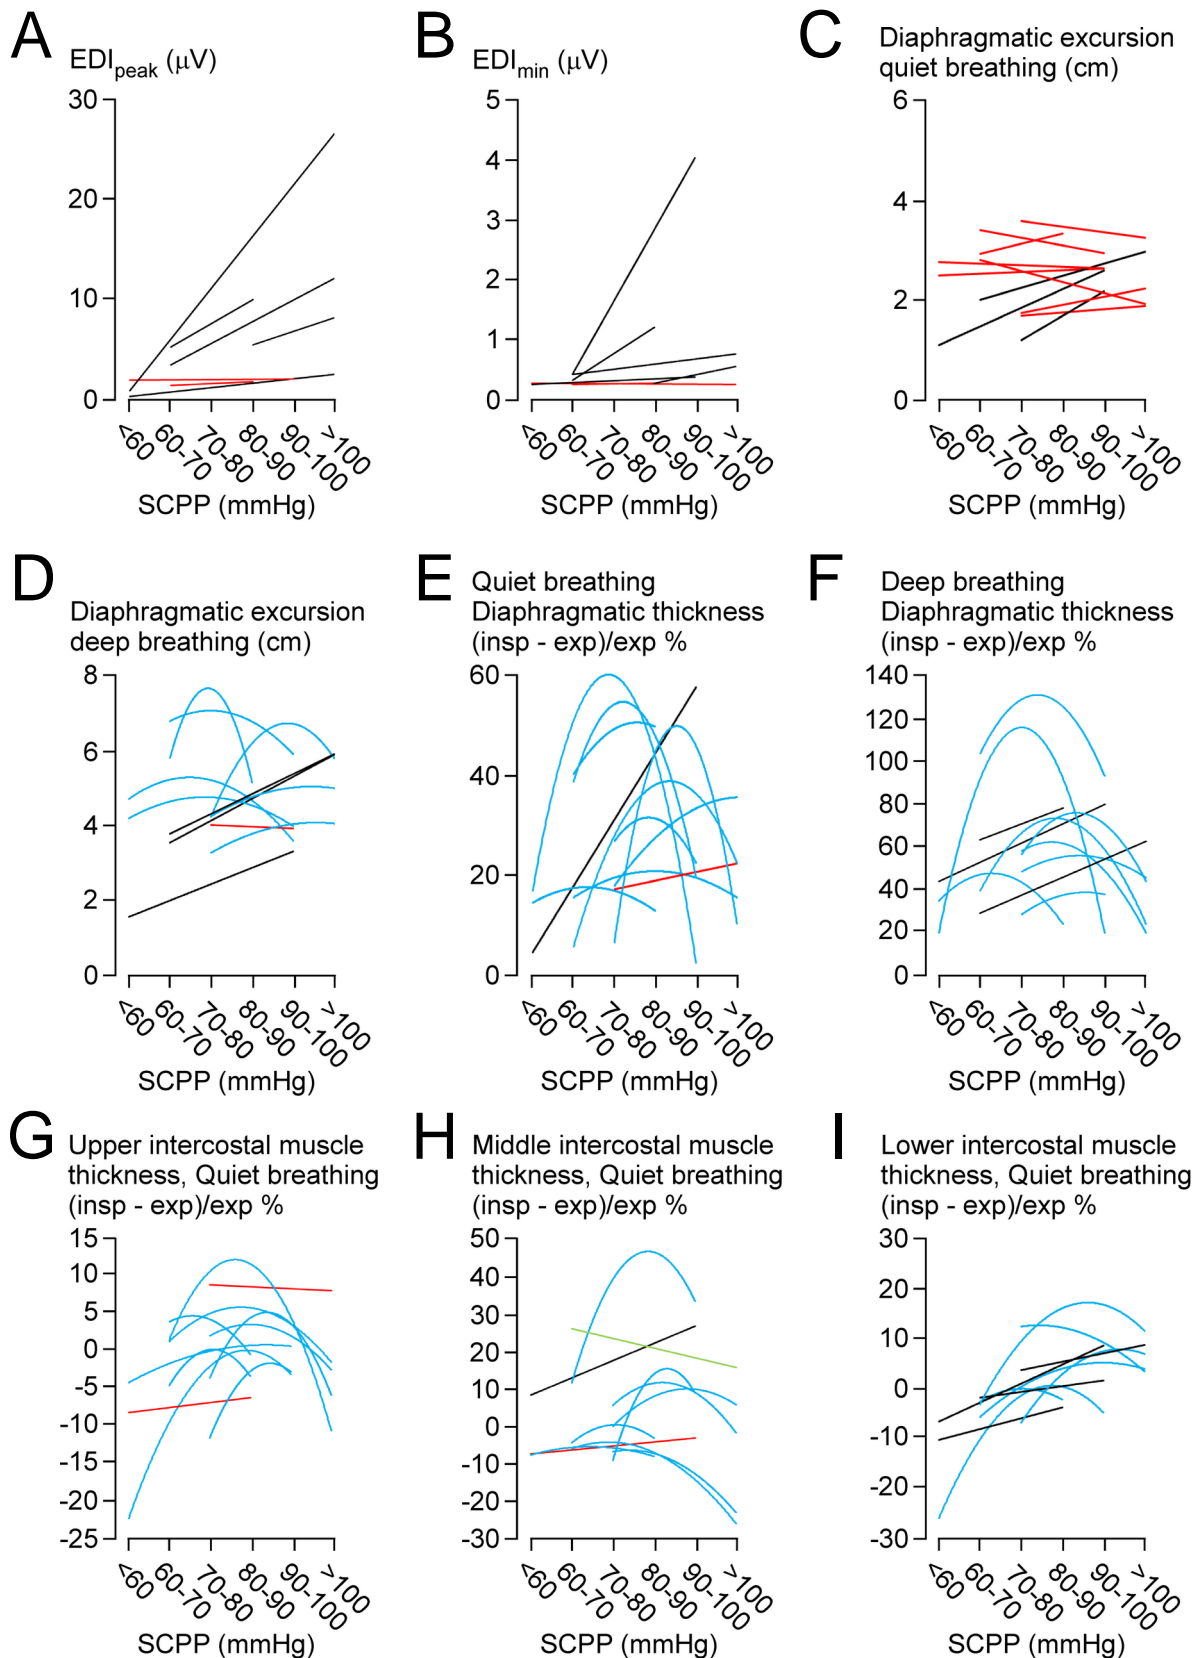 A
EDIpeak (μV)
30
20
10
0
<60
60-70
70-80
80-90
90-100
>100
SCPP (mmHg)
B
EDImin (μV)
5
4
3
2
1
0
<60
60-70
70-80
80-90
90-100
>100
SCPP (mmHg)
C
Diaphragmatic excursion
quiet breathing (cm)
6
4
2
0
<60
60-70
70-80
80-90
90-100
>100
SCPP (mmHg)
D
Diaphragmatic excursion
deep breathing (cm)
8
6
4
2
0
<60
60-70
70-80
80-90
90-100
>100
SCPP (mmHg)
E
Quiet breathing
Diaphragmatic thickness
(insp - exp)/exp %
60
40
20
0
<60
60-70
70-80
80-90
90-100
>100
SCPP (mmHg)
F
Deep breathing
Diaphragmatic thickness
(insp - exp)/exp %
140
120
100
80
60
40
20
0
<60
60-70
70-80
80-90
90-100
>100
SCPP (mmHg)
G
Upper intercostal muscle
thickness, Quiet breathing
(insp - exp)/exp %
15
10
5
0
-5
-10
-15
-20
-25
<60
60-70
70-80
80-90
90-100
>100
SCPP (mmHg)
H
Middle intercostal muscle
thickness, Quiet breathing
(insp - exp)/exp %
50
40
30
20
10
0
-10
-20
-30
<60
60-70
70-80
80-90
90-100
>100
SCPP (mmHg)
I
Lower intercostal muscle
thickness, Quiet breathing
(insp - exp)/exp %
30
20
10
0
-10
-20
-30
<60
60-70
70-80
80-90
90-100
>100
SCPP (mmHg)